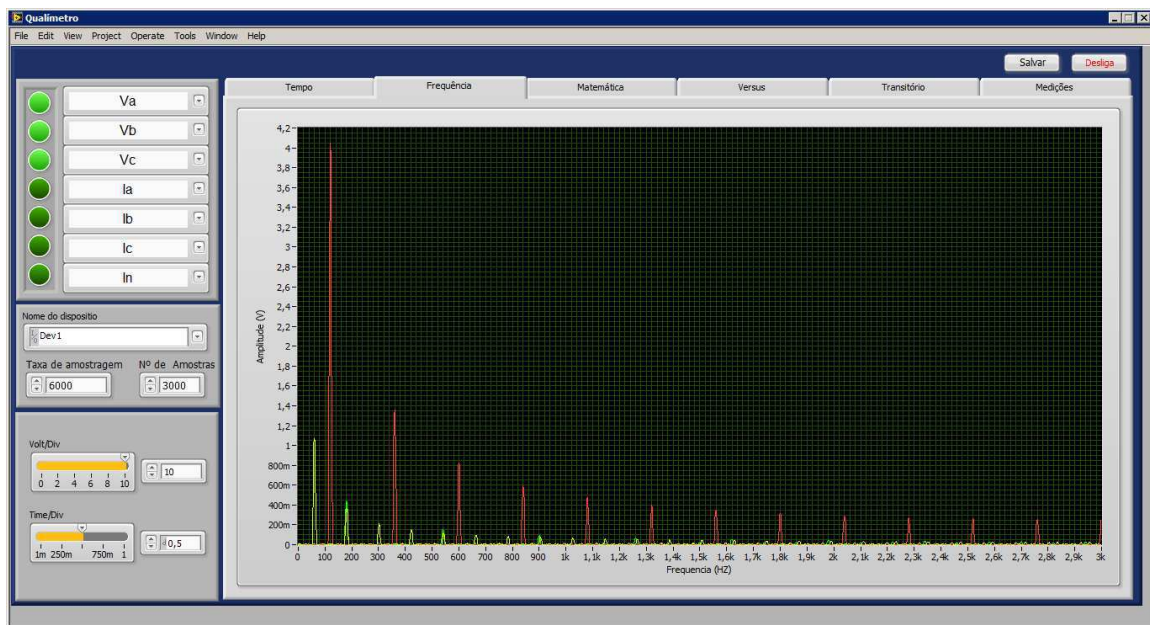 Qualímetro
File Edit View Project Operate Tools Window Help
Salvar Desliga
Va
Vb
Vc
Ia
Ib
Ic
In
Nome do dispositio
Dev1
Taxa de amostragem Nº de Amostras
6000 3000
Volt/Div
0 2 4 6 8 10
10
Time/Div
1m 250m 750m 1
0,5
Tempo Frequência Matemática Versus Transitório Medições
Amplitude (V)
4,2
4
3,8
3,6
3,4
3,2
3
2,8
2,6
2,4
2,2
2
1,8
1,6
1,4
1,2
1
800m
600m
400m
200m
0
0 100 200 300 400 500 600 700 800 900 1k 1,1k 1,2k 1,3k 1,4k 1,5k 1,6k 1,7k 1,8k 1,9k 2k 2,1k 2,2k 2,3k 2,4k 2,5k 2,6k 2,7k 2,8k 2,9k 3k
Frequencia (HZ)